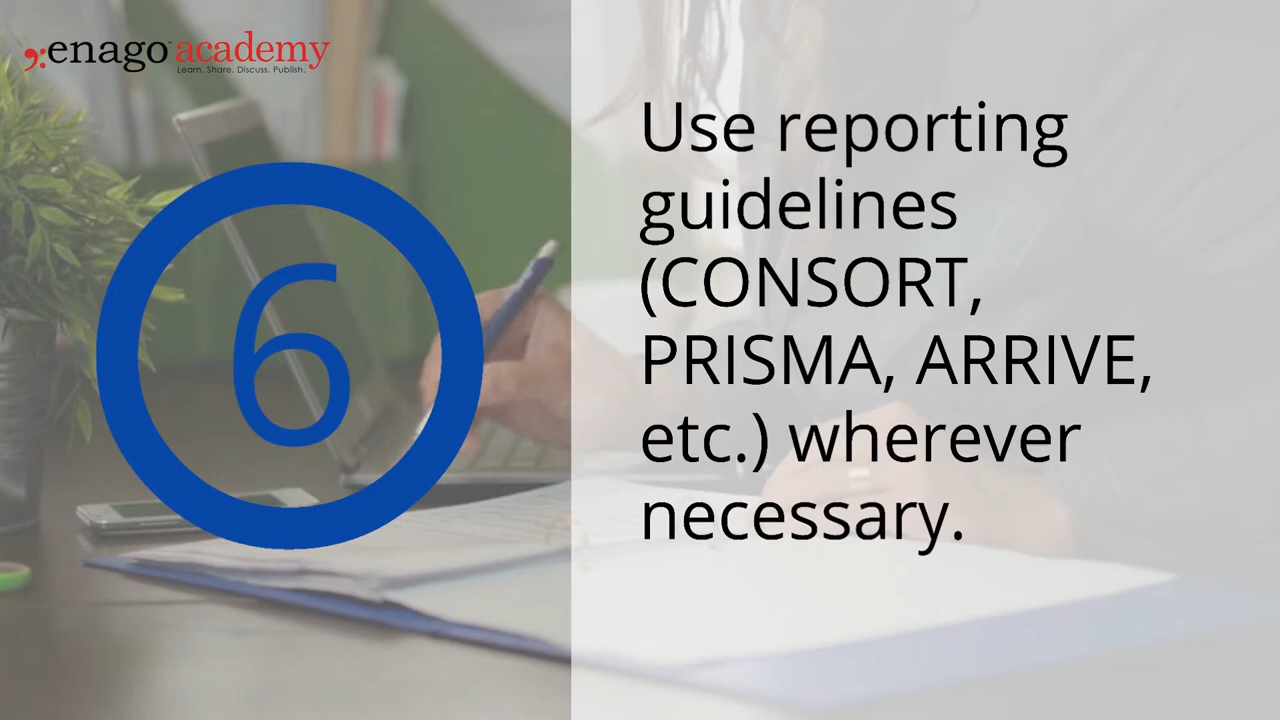 enago academy
Learn. Share. Discuss. Publish.
6
Use reporting
guidelines
(CONSORT,
PRISMA, ARRIVE,
etc.) wherever
necessary.